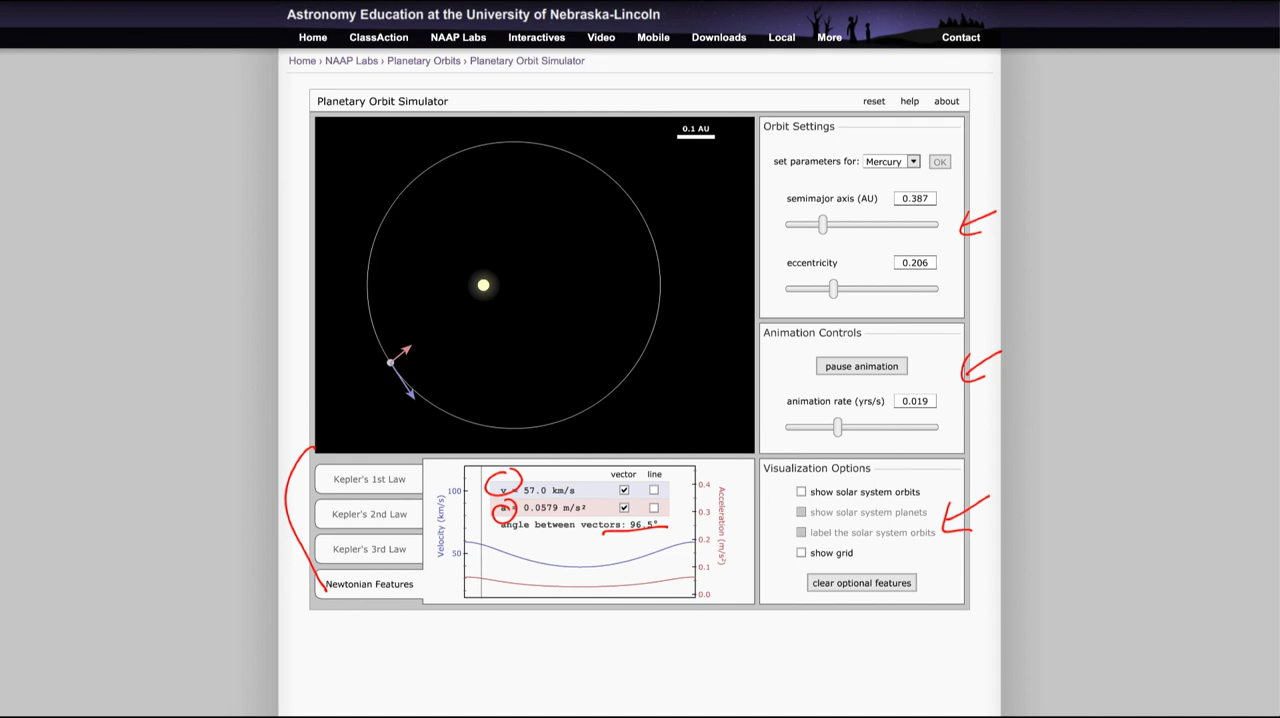 Astronomy Education at the University of Nebraska-Lincoln
Home ClassAction NAAP Labs Interactives Video Mobile Downloads Local More Contact
Home › NAAP Labs › Planetary Orbits › Planetary Orbit Simulator
Planetary Orbit Simulator reset help about
0.1 AU
Orbit Settings
set parameters for: Mercury OK
semimajor axis (AU) 0.387
eccentricity 0.206
Animation Controls
pause animation
animation rate (yrs/s) 0.019
Kepler's 1st Law
Kepler's 2nd Law
Kepler's 3rd Law
Newtonian Features
vector line
v = 57.0 km/s
a = 0.0579 m/s²
angle between vectors: 96.5°
Velocity (km/s)
100
50
Acceleration (m/s²)
0.4
0.3
0.2
0.1
0.0
Visualization Options
show solar system orbits
show solar system planets
label the solar system orbits
show grid
clear optional features